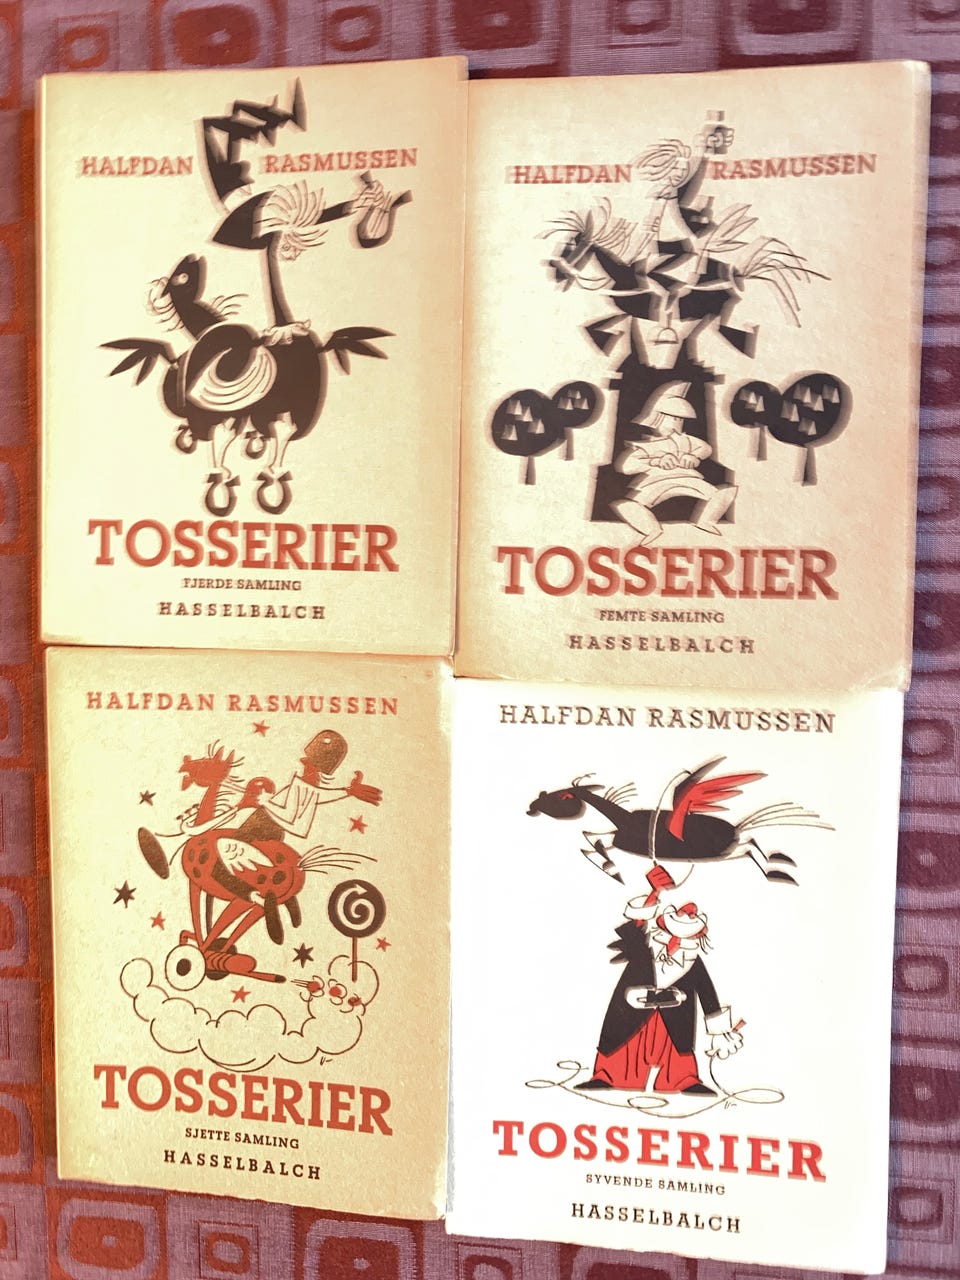 HALFDAN RASMUSSEN
TOSSERIER
FJERDE SAMLING
HASSELBALCH
HALFDAN RASMUSSEN
TOSSERIER
FEMTE SAMLING
HASSELBALCH
HALFDAN RASMUSSEN
TOSSERIER
SJETTE SAMLING
HASSELBALCH
HALFDAN RASMUSSEN
TOSSERIER
SYVENDE SAMLING
HASSELBALCH